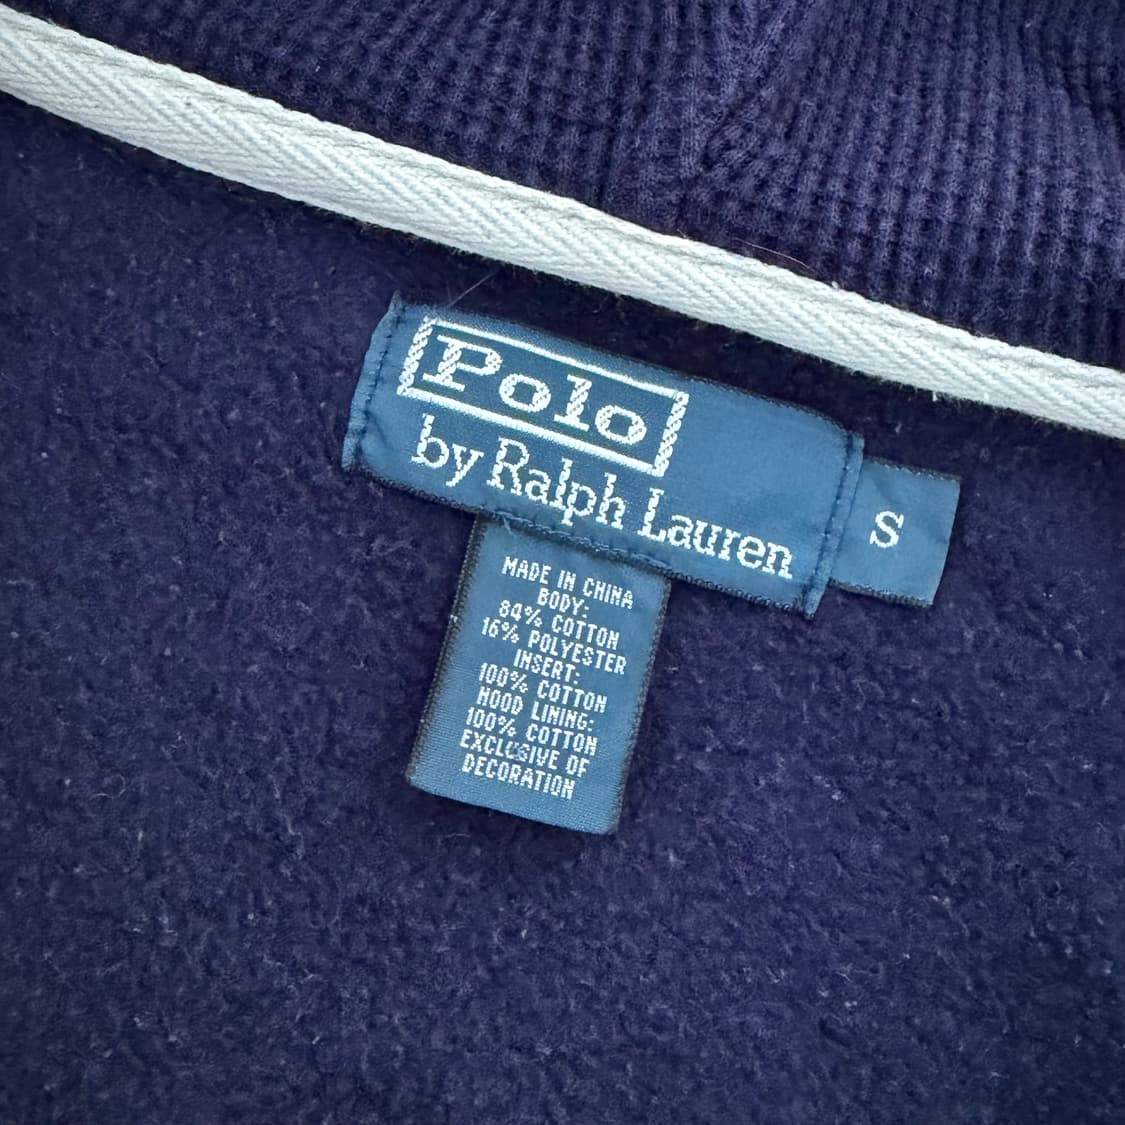 Polo
by Ralph Lauren
S
MADE IN CHINA
BODY:
84% COTTON
16% POLYESTER
INSERT:
100% COTTON
HOOD LINING:
100% COTTON
EXCLUSIVE OF
DECORATION